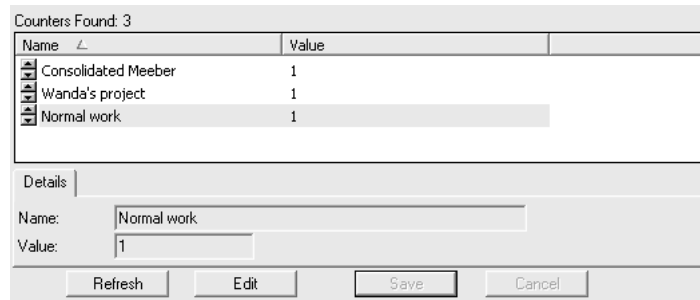 Counters Found: 3
Name Value
Consolidated Meeber 1
Wanda's project 1
Normal work 1
Details
Name: Normal work
Value: 1
Refresh Edit Save Cancel